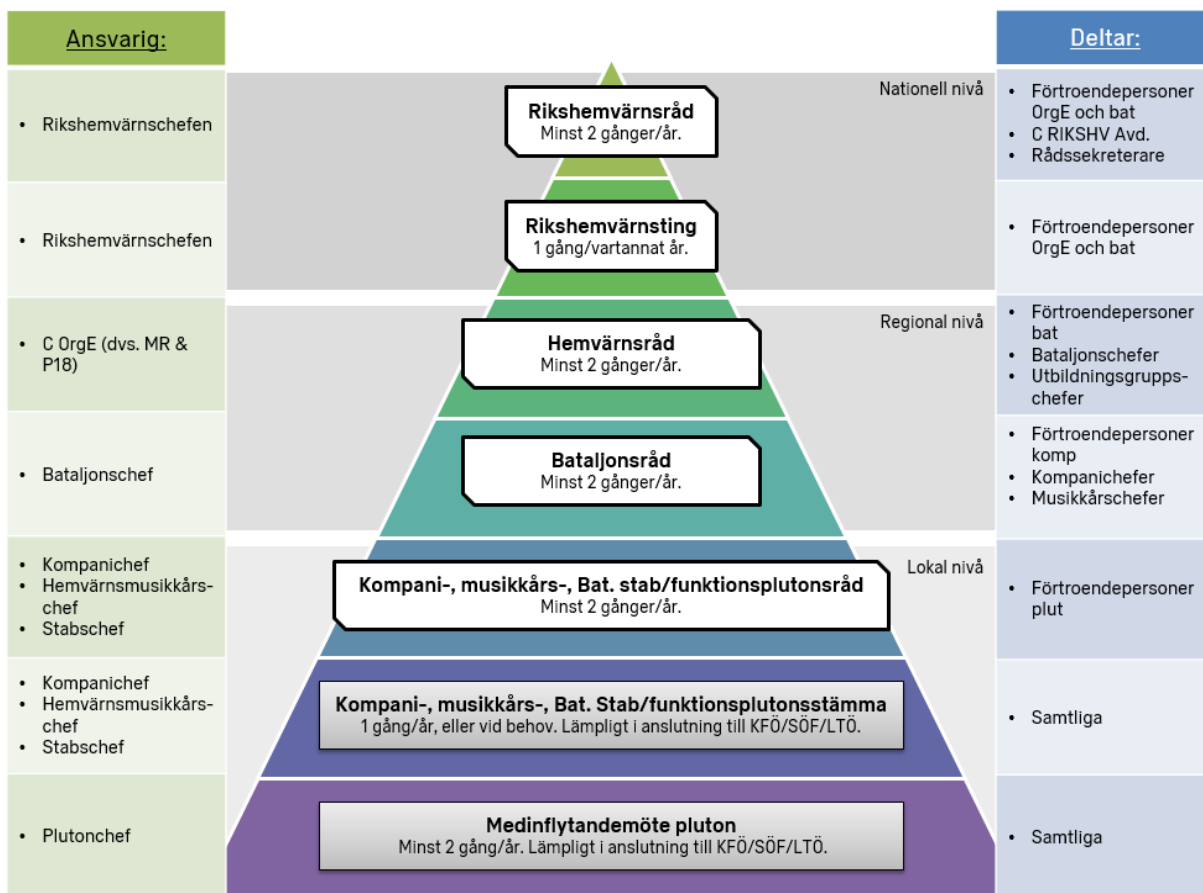 Ansvarig:
Deltar:
Nationell nivå
• Rikshemvärnschefen
Rikshemvärnsråd
Minst 2 gånger/år.
• Förtroendepersoner
OrgE och bat
• C RIKSHV Avd.
• Rådssekreterare
• Rikshemvärnschefen
Rikshemvärnsting
1 gång/vartannat år.
• Förtroendepersoner
OrgE och bat
Regional nivå
• C OrgE (dvs. MR &
P18)
Hemvärnsråd
Minst 2 gånger/år.
• Förtroendepersoner
bat
• Bataljonschefer
• Utbildningsgrupps-
chefer
• Bataljonschef
Bataljonsråd
Minst 2 gånger/år.
• Förtroendepersoner
komp
• Kompanichefer
• Musikkårschefer
Lokal nivå
• Kompanichef
• Hemvärnsmusikkårs-
chef
• Stabschef
Kompani-, musikkårs-, Bat. stab/funktionsplutonsråd
Minst 2 gånger/år.
• Förtroendepersoner
plut
• Kompanichef
• Hemvärnsmusikkårs-
chef
• Stabschef
Kompani-, musikkårs-, Bat. Stab/funktionsplutonsstämma
1 gång/år, eller vid behov. Lämpligt i anslutning till KFÖ/SÖF/LTÖ.
• Samtliga
• Plutonchef
Medinflytandemöte pluton
Minst 2 gång/år. Lämpligt i anslutning till KFÖ/SÖF/LTÖ.
• Samtliga